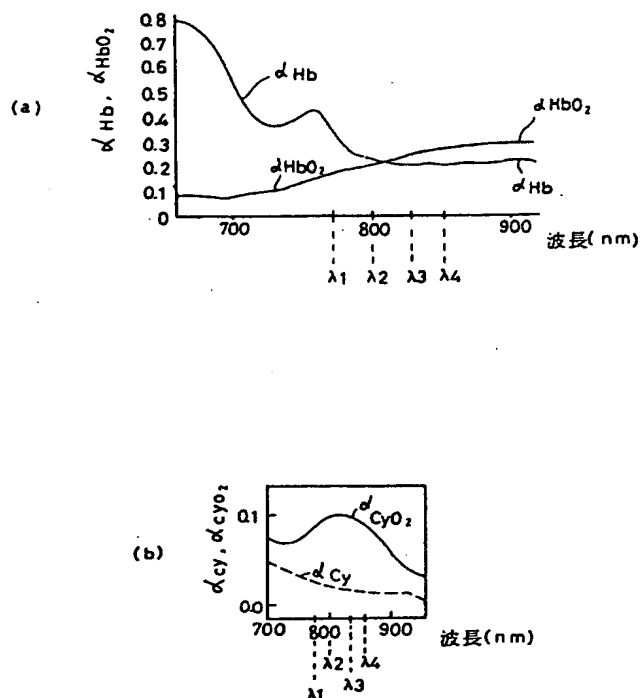 (a)
αHb, αHbO2
0.8
0.7
0.6
0.5
0.4
0.3
0.2
0.1
0
αHb
αHbO2
αHbO2
αHb
700
800
900
波長(nm)
λ1
λ2
λ3
λ4
(b)
αcy, αcyo2
0.1
0.0
αCyO2
αCy
700
800
900
波長(nm)
λ1
λ2
λ3
λ4